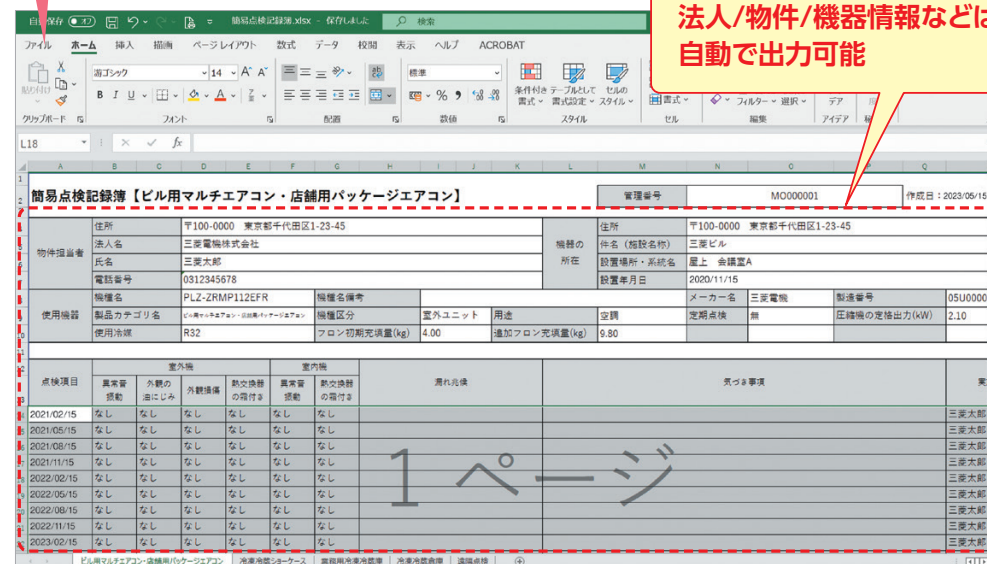 自動保存 オフ 簡易点検記録簿.xlsx - 保存しました 検索
法人/物件/機器情報などは
自動で出力可能
ファイル ホーム 挿入 描画 ページ レイアウト 数式 データ 校閲 表示 ヘルプ ACROBAT
貼り付け 游ゴシック 14 A A 標準 条件付き 書式 テーブルとして 書式設定 セルの スタイル 書式 フィルター 選択 デア
B I U A
クリップボード フォント 配置 数値 スタイル セル 編集 アイデア
L18 fx
A B C D E F G H I J K L M N O P Q
簡易点検記録簿【ビル用マルチエアコン・店舗用パッケージエアコン】 管理番号 MO000001 作成日:2023/05/15
物件担当者 住所 〒100-0000 東京都千代田区1-23-45 機器の所在 住所 〒100-0000 東京都千代田区1-23-45
法人名 三菱電機株式会社 件名(施設名称) 三菱ビル
氏名 三菱太郎 設置場所・系統名 屋上 会議室A
電話番号 0312345678 設置年月日 2020/11/15
使用機器 機種名 PLZ-ZRMP112EFR 機種名備考 メーカー名 三菱電機 製造番号 05U0000
製品カテゴリ名 ビル用マルチエアコン・店舗用パッケージエアコン 機種区分 室外ユニット 用途 空調 定期点検 無 圧縮機の定格出力(kW) 2.10
使用冷媒 R32 フロン初期充填量(kg) 4.00 追加フロン充填量(kg) 9.80
点検項目 室外機 室内機 漏れ兆候 気づき事項
異常音振動 外観の油にじみ 外観損傷 熱交換器の霜付き 異常音振動 熱交換器の霜付き
2021/02/15 なし なし なし なし なし なし 三菱太郎
2021/05/15 なし なし なし なし なし なし 三菱太郎
2021/08/15 なし なし なし なし なし なし 三菱太郎
2021/11/15 なし なし なし なし なし なし 三菱太郎
2022/02/15 なし なし なし なし なし なし 三菱太郎
2022/05/15 なし なし なし なし なし なし 三菱太郎
2022/08/15 なし なし なし なし なし なし 三菱太郎
2022/11/15 なし なし なし なし なし なし 三菱太郎
2023/02/15 なし なし なし なし なし なし 三菱太郎
1 ページ
ビル用マルチエアコン・店舗用パッケージエアコン 冷凍冷蔵ショーケース 業務用冷凍冷蔵庫 冷凍冷蔵倉庫 遠隔点検